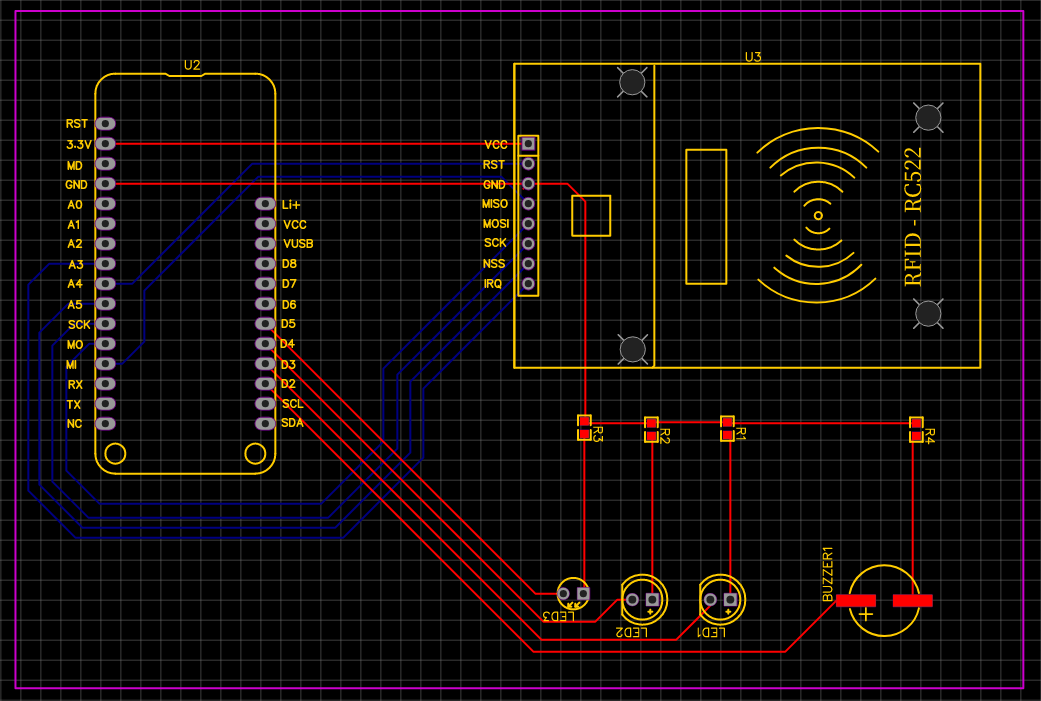 U2
U3
RST
3.3V
MD
GND
A0
A1
A2
A3
A4
A5
SCK
MO
MI
RX
TX
NC
Li+
VCC
VUSB
D8
D7
D6
D5
D4
D3
D2
SCL
SDA
VCC
RST
GND
MISO
MOSI
SCK
NSS
IRQ
RFID - RC522
R3
R2
R1
R4
LED3
LED2
LED1
BUZZER1
+